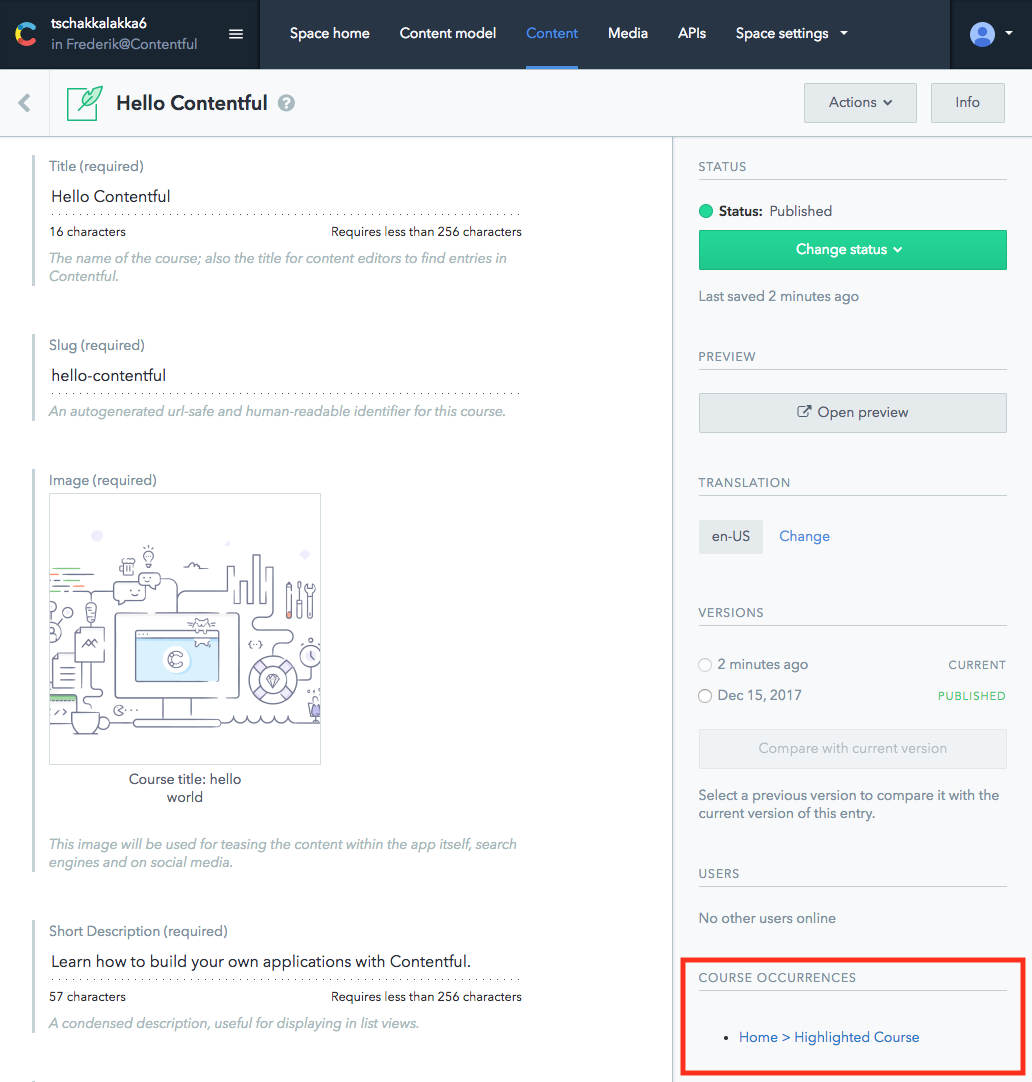 tschakkalakka6
in Frederik@Contentful
Space home
Content model
Content
Media
APIs
Space settings
Hello Contentful
?
Actions
Info
Title (required)
Hello Contentful
16 characters
Requires less than 256 characters
The name of the course; also the title for content editors to find entries in
Contentful.
Slug (required)
hello-contentful
An autogenerated url-safe and human-readable identifier for this course.
Image (required)
Course title: hello
world
This image will be used for teasing the content within the app itself, search
engines and on social media.
Short Description (required)
Learn how to build your own applications with Contentful.
57 characters
Requires less than 256 characters
A condensed description, useful for displaying in list views.
STATUS
Status: Published
Change status
Last saved 2 minutes ago
PREVIEW
Open preview
TRANSLATION
en-US
Change
VERSIONS
2 minutes ago
CURRENT
Dec 15, 2017
PUBLISHED
Compare with current version
Select a previous version to compare it with the
current version of this entry.
USERS
No other users online
COURSE OCCURRENCES
Home > Highlighted Course